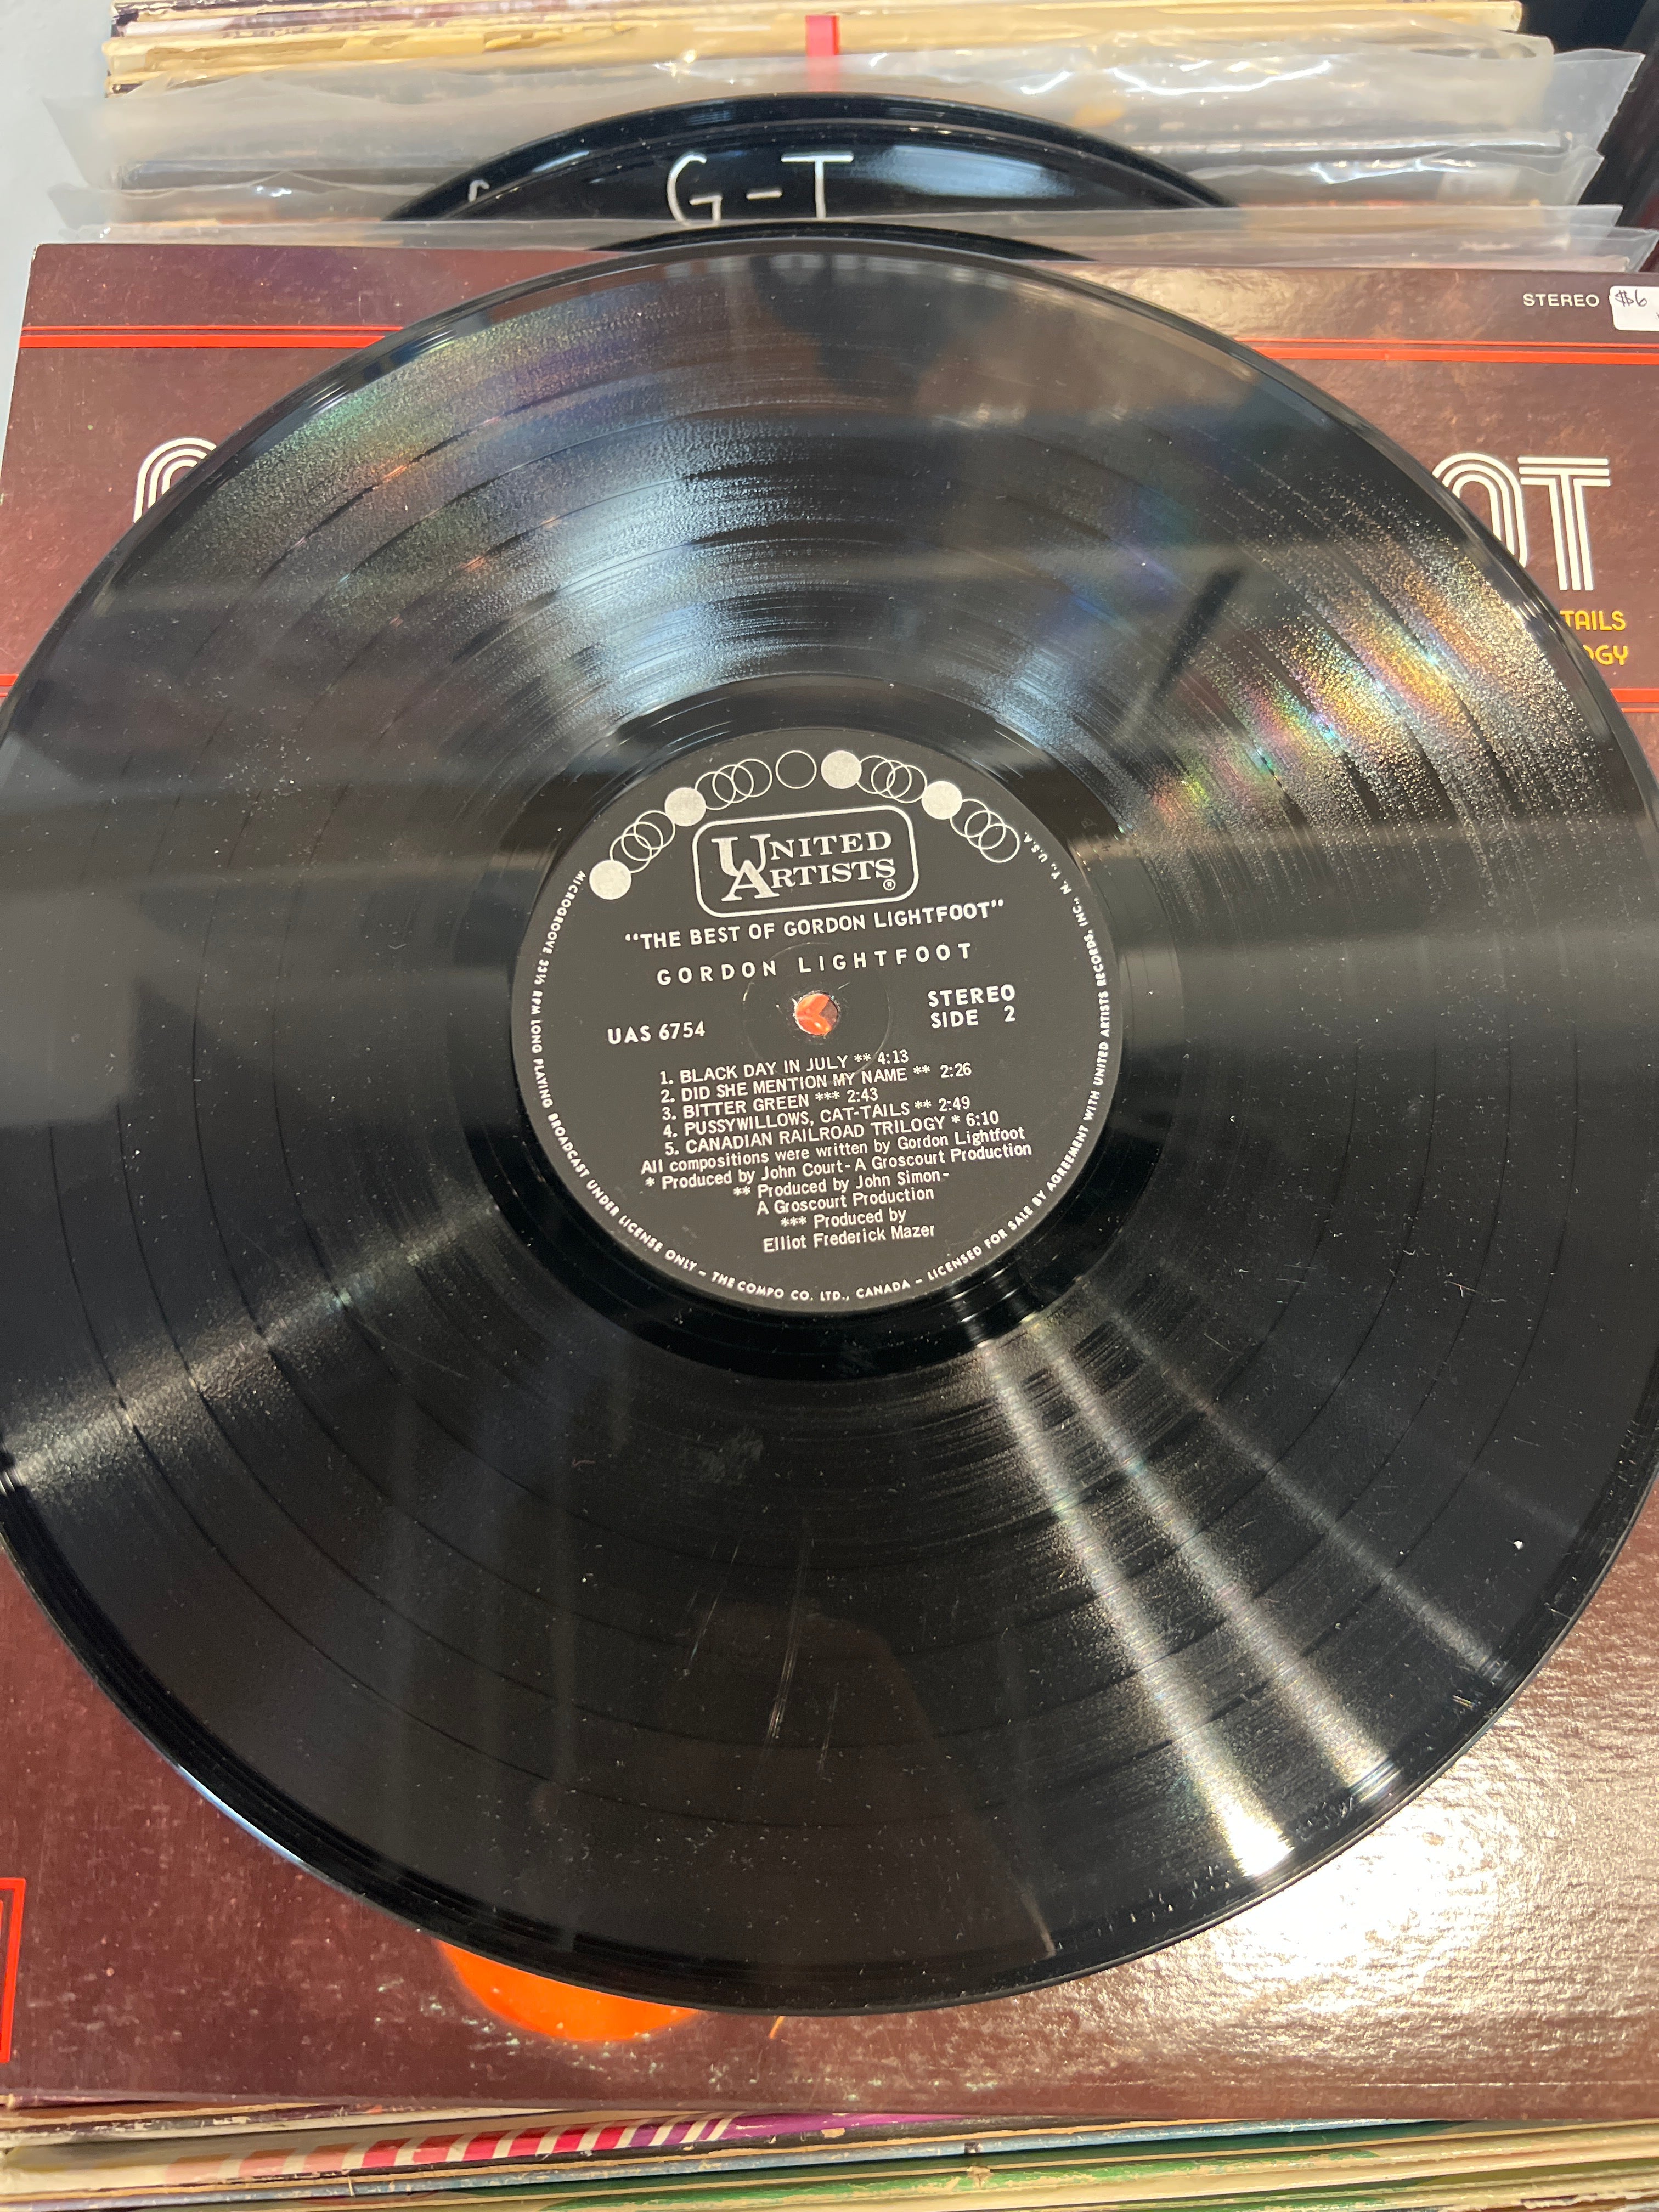 G-T
STEREO $6
OT
TAILS
OGY
UNITED
ARTISTS®
"THE BEST OF GORDON LIGHTFOOT"
GORDON LIGHTFOOT
STEREO
UAS 6754 SIDE 2
1. BLACK DAY IN JULY ** 4:13
2. DID SHE MENTION MY NAME ** 2:26
3. BITTER GREEN *** 2:43
4. PUSSYWILLOWS, CAT-TAILS ** 2:49
5. CANADIAN RAILROAD TRILOGY * 6:10
All compositions were written by Gordon Lightfoot
* Produced by John Court - A Groscourt Production
** Produced by John Simon-
A Groscourt Production
*** Produced by
Elliot Frederick Mazer
MICROGROOVE 33⅓ RPM LONG PLAYING BROADCAST UNDER LICENSE ONLY – THE COMPO CO. LTD., CANADA – LICENSED FOR SALE BY AGREEMENT WITH UNITED ARTISTS RECORDS, INC., N.Y., U.S.A.